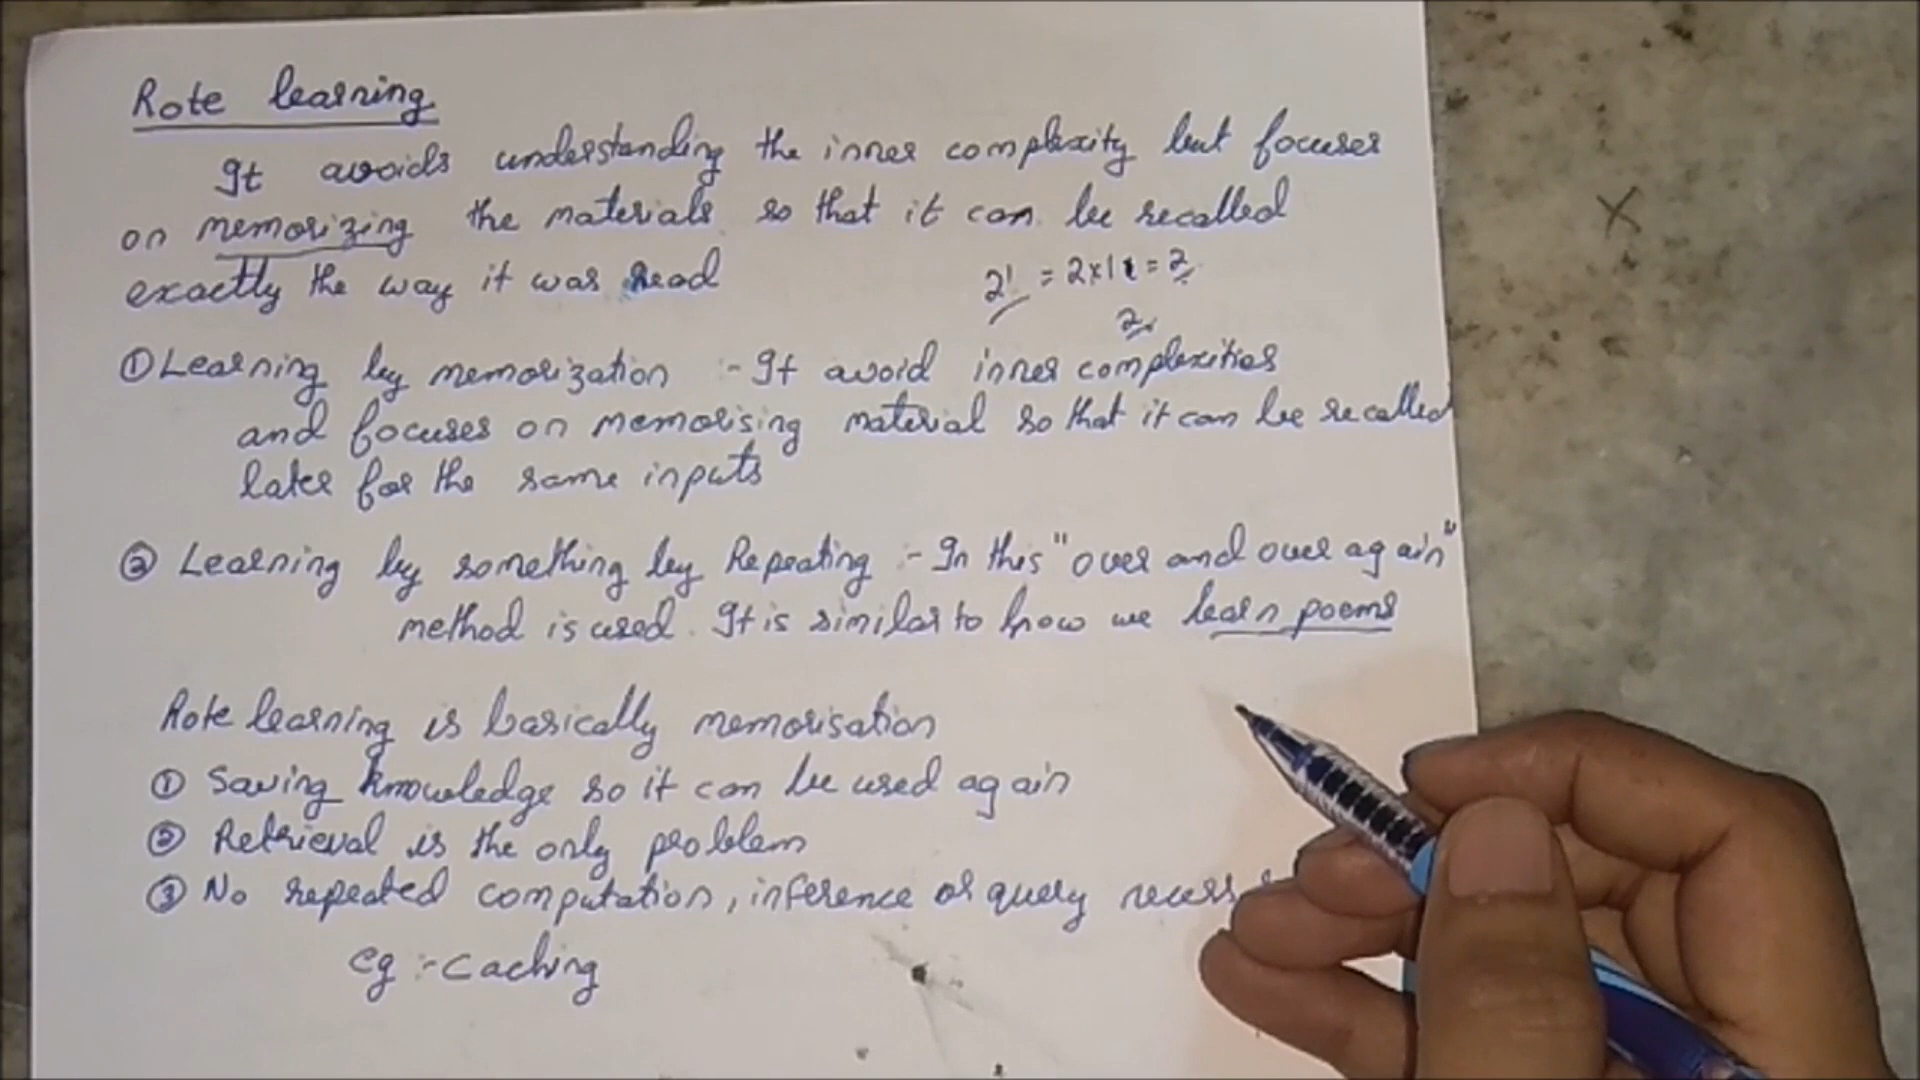 Rote learning
It avoids understanding the inner complexity but focuses
on memorizing the materials so that it can be recalled
exactly the way it was read
2! = 2x1 = 2
2
① Learning by memorization :- It avoid inner complexities
and focuses on memorising material so that it can be recalled
later for the same inputs
② Learning by something by Repeating :- In this "over and over again"
method is used. It is similar to how we learn poems
Rote learning is basically memorisation
① Saving knowledge so it can be used again
② Retrieval is the only problem
③ No repeated computation, inference or query
eg :- Caching
X